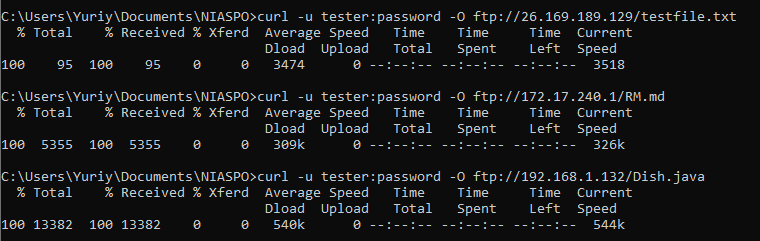 C:\Users\Yuriy\Documents\NIASPO>curl -u tester:password -O ftp://26.169.189.129/testfile.txt
  % Total    % Received % Xferd  Average Speed   Time    Time     Time  Current
                                 Dload  Upload   Total   Spent    Left  Speed
100    95  100    95    0     0   3474      0 --:--:-- --:--:-- --:--:--  3518
C:\Users\Yuriy\Documents\NIASPO>curl -u tester:password -O ftp://172.17.240.1/RM.md
  % Total    % Received % Xferd  Average Speed   Time    Time     Time  Current
                                 Dload  Upload   Total   Spent    Left  Speed
100  5355  100  5355    0     0   309k      0 --:--:-- --:--:-- --:--:--  326k
C:\Users\Yuriy\Documents\NIASPO>curl -u tester:password -O ftp://192.168.1.132/Dish.java
  % Total    % Received % Xferd  Average Speed   Time    Time     Time  Current
                                 Dload  Upload   Total   Spent    Left  Speed
100 13382  100 13382    0     0   540k      0 --:--:-- --:--:-- --:--:--  544k